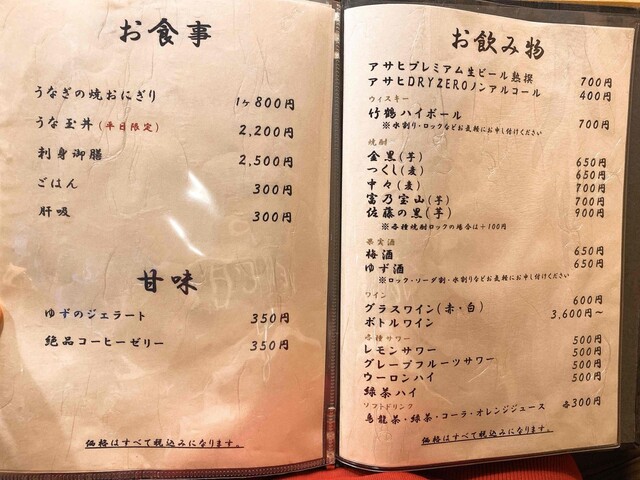 お食事
うなぎの焼おにぎり 1ヶ800円
うな玉丼(平日限定) 2,200円
刺身御膳 2,500円
ごはん 300円
肝吸 300円
甘味
ゆずのジェラート 350円
絶品コーヒーゼリー 350円
価格はすべて税込みになります。
お飲み物
アサヒプレミアム生ビール熟撰 700円
アサヒDRYZEROノンアルコール 400円
ウィスキー
竹鶴ハイボール 700円
※水割り・ロックなどお気軽にお申し付けください
焼酎
金黒(芋) 650円
つくし(麦) 650円
中々(麦) 700円
富乃宝山(芋) 700円
佐藤の黒(芋) 900円
※各種焼酎ロックの場合は+100円
果実酒
梅酒 650円
ゆず酒 650円
※ロック・ソーダ割・水割りなどお気軽にお申し付けください
ワイン
グラスワイン(赤・白) 600円
ボトルワイン 3,600円~
各種サワー
レモンサワー 500円
グレープフルーツサワー 500円
ウーロンハイ 500円
緑茶ハイ 500円
ソフトドリンク
烏龍茶・緑茶・コーラ・オレンジジュース 各300円
価格はすべて税込みになります。